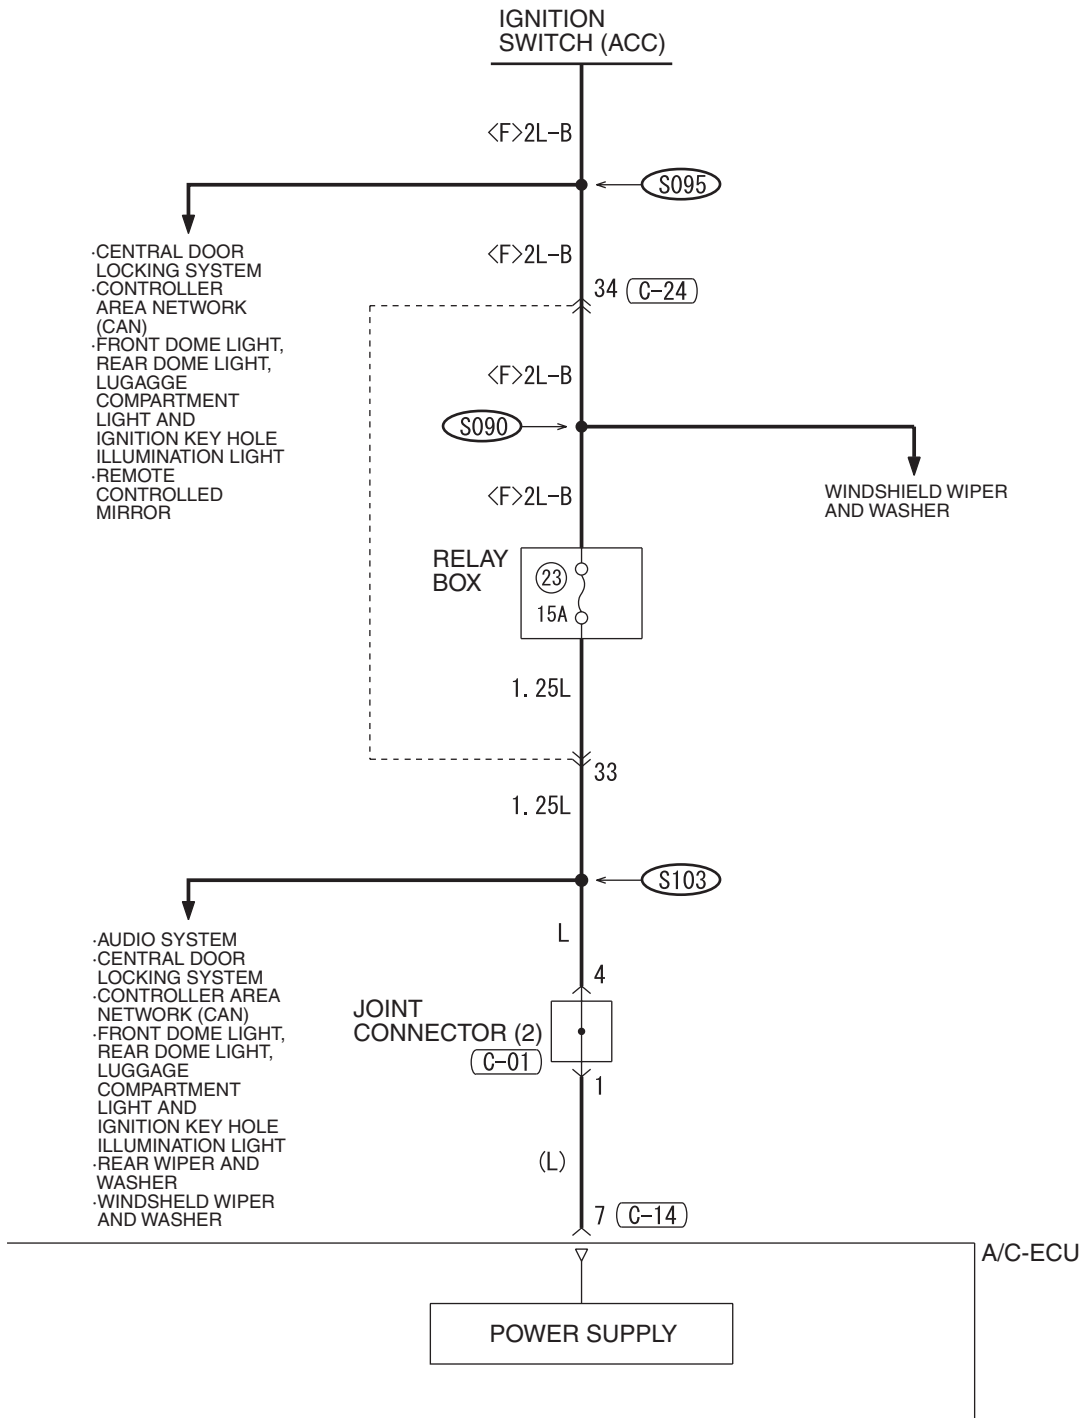 IGNITION
SWITCH (ACC)
<F>2L-B
S095
·CENTRAL DOOR
LOCKING SYSTEM
·CONTROLLER
AREA NETWORK
(CAN)
·FRONT DOME LIGHT,
REAR DOME LIGHT,
LUGAGGE
COMPARTMENT
LIGHT AND
IGNITION KEY HOLE
ILLUMINATION LIGHT
·REMOTE
CONTROLLED
MIRROR
<F>2L-B
34 C-24
<F>2L-B
S090
WINDSHIELD WIPER
AND WASHER
<F>2L-B
RELAY
BOX
23
15A
1.25L
33
1.25L
S103
·AUDIO SYSTEM
·CENTRAL DOOR
LOCKING SYSTEM
·CONTROLLER AREA
NETWORK (CAN)
·FRONT DOME LIGHT,
REAR DOME LIGHT,
LUGGAGE
COMPARTMENT
LIGHT AND
IGNITION KEY HOLE
ILLUMINATION LIGHT
·REAR WIPER AND
WASHER
·WINDSHELD WIPER
AND WASHER
L
4
JOINT
CONNECTOR (2)
C-01
1
(L)
7 C-14
A/C-ECU
POWER SUPPLY